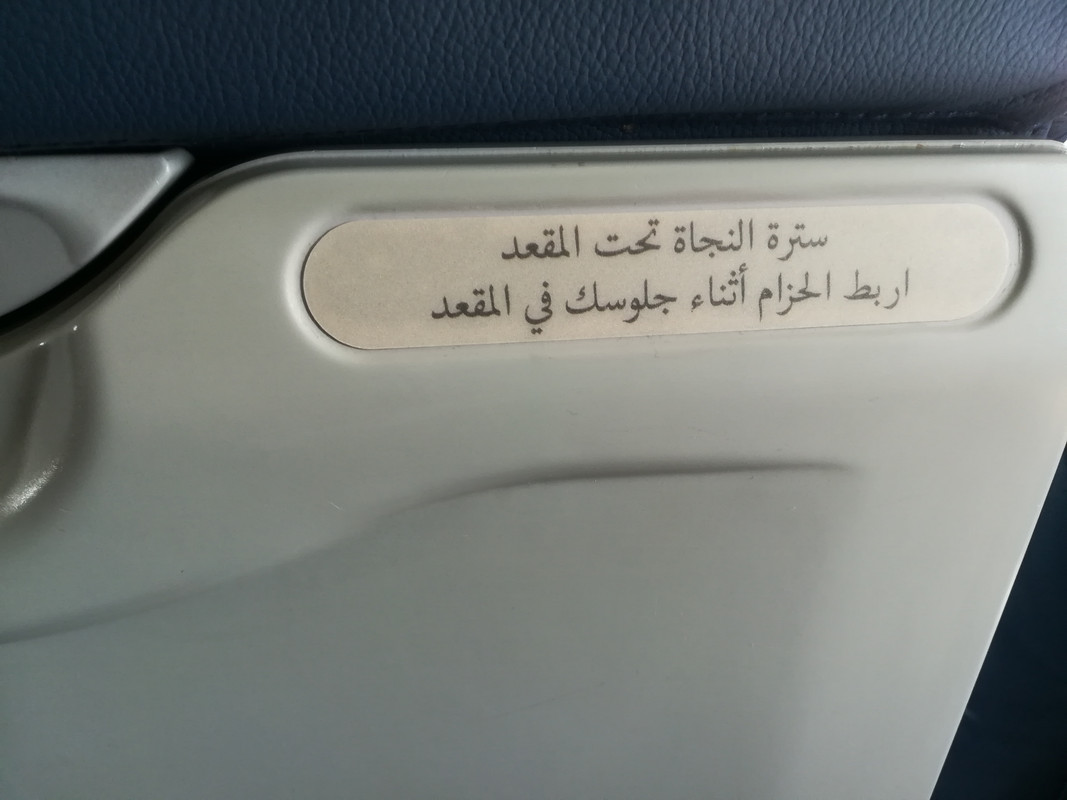 سترة النجاة تحت المقعد
اربط الحزام أثناء جلوسك في المقعد